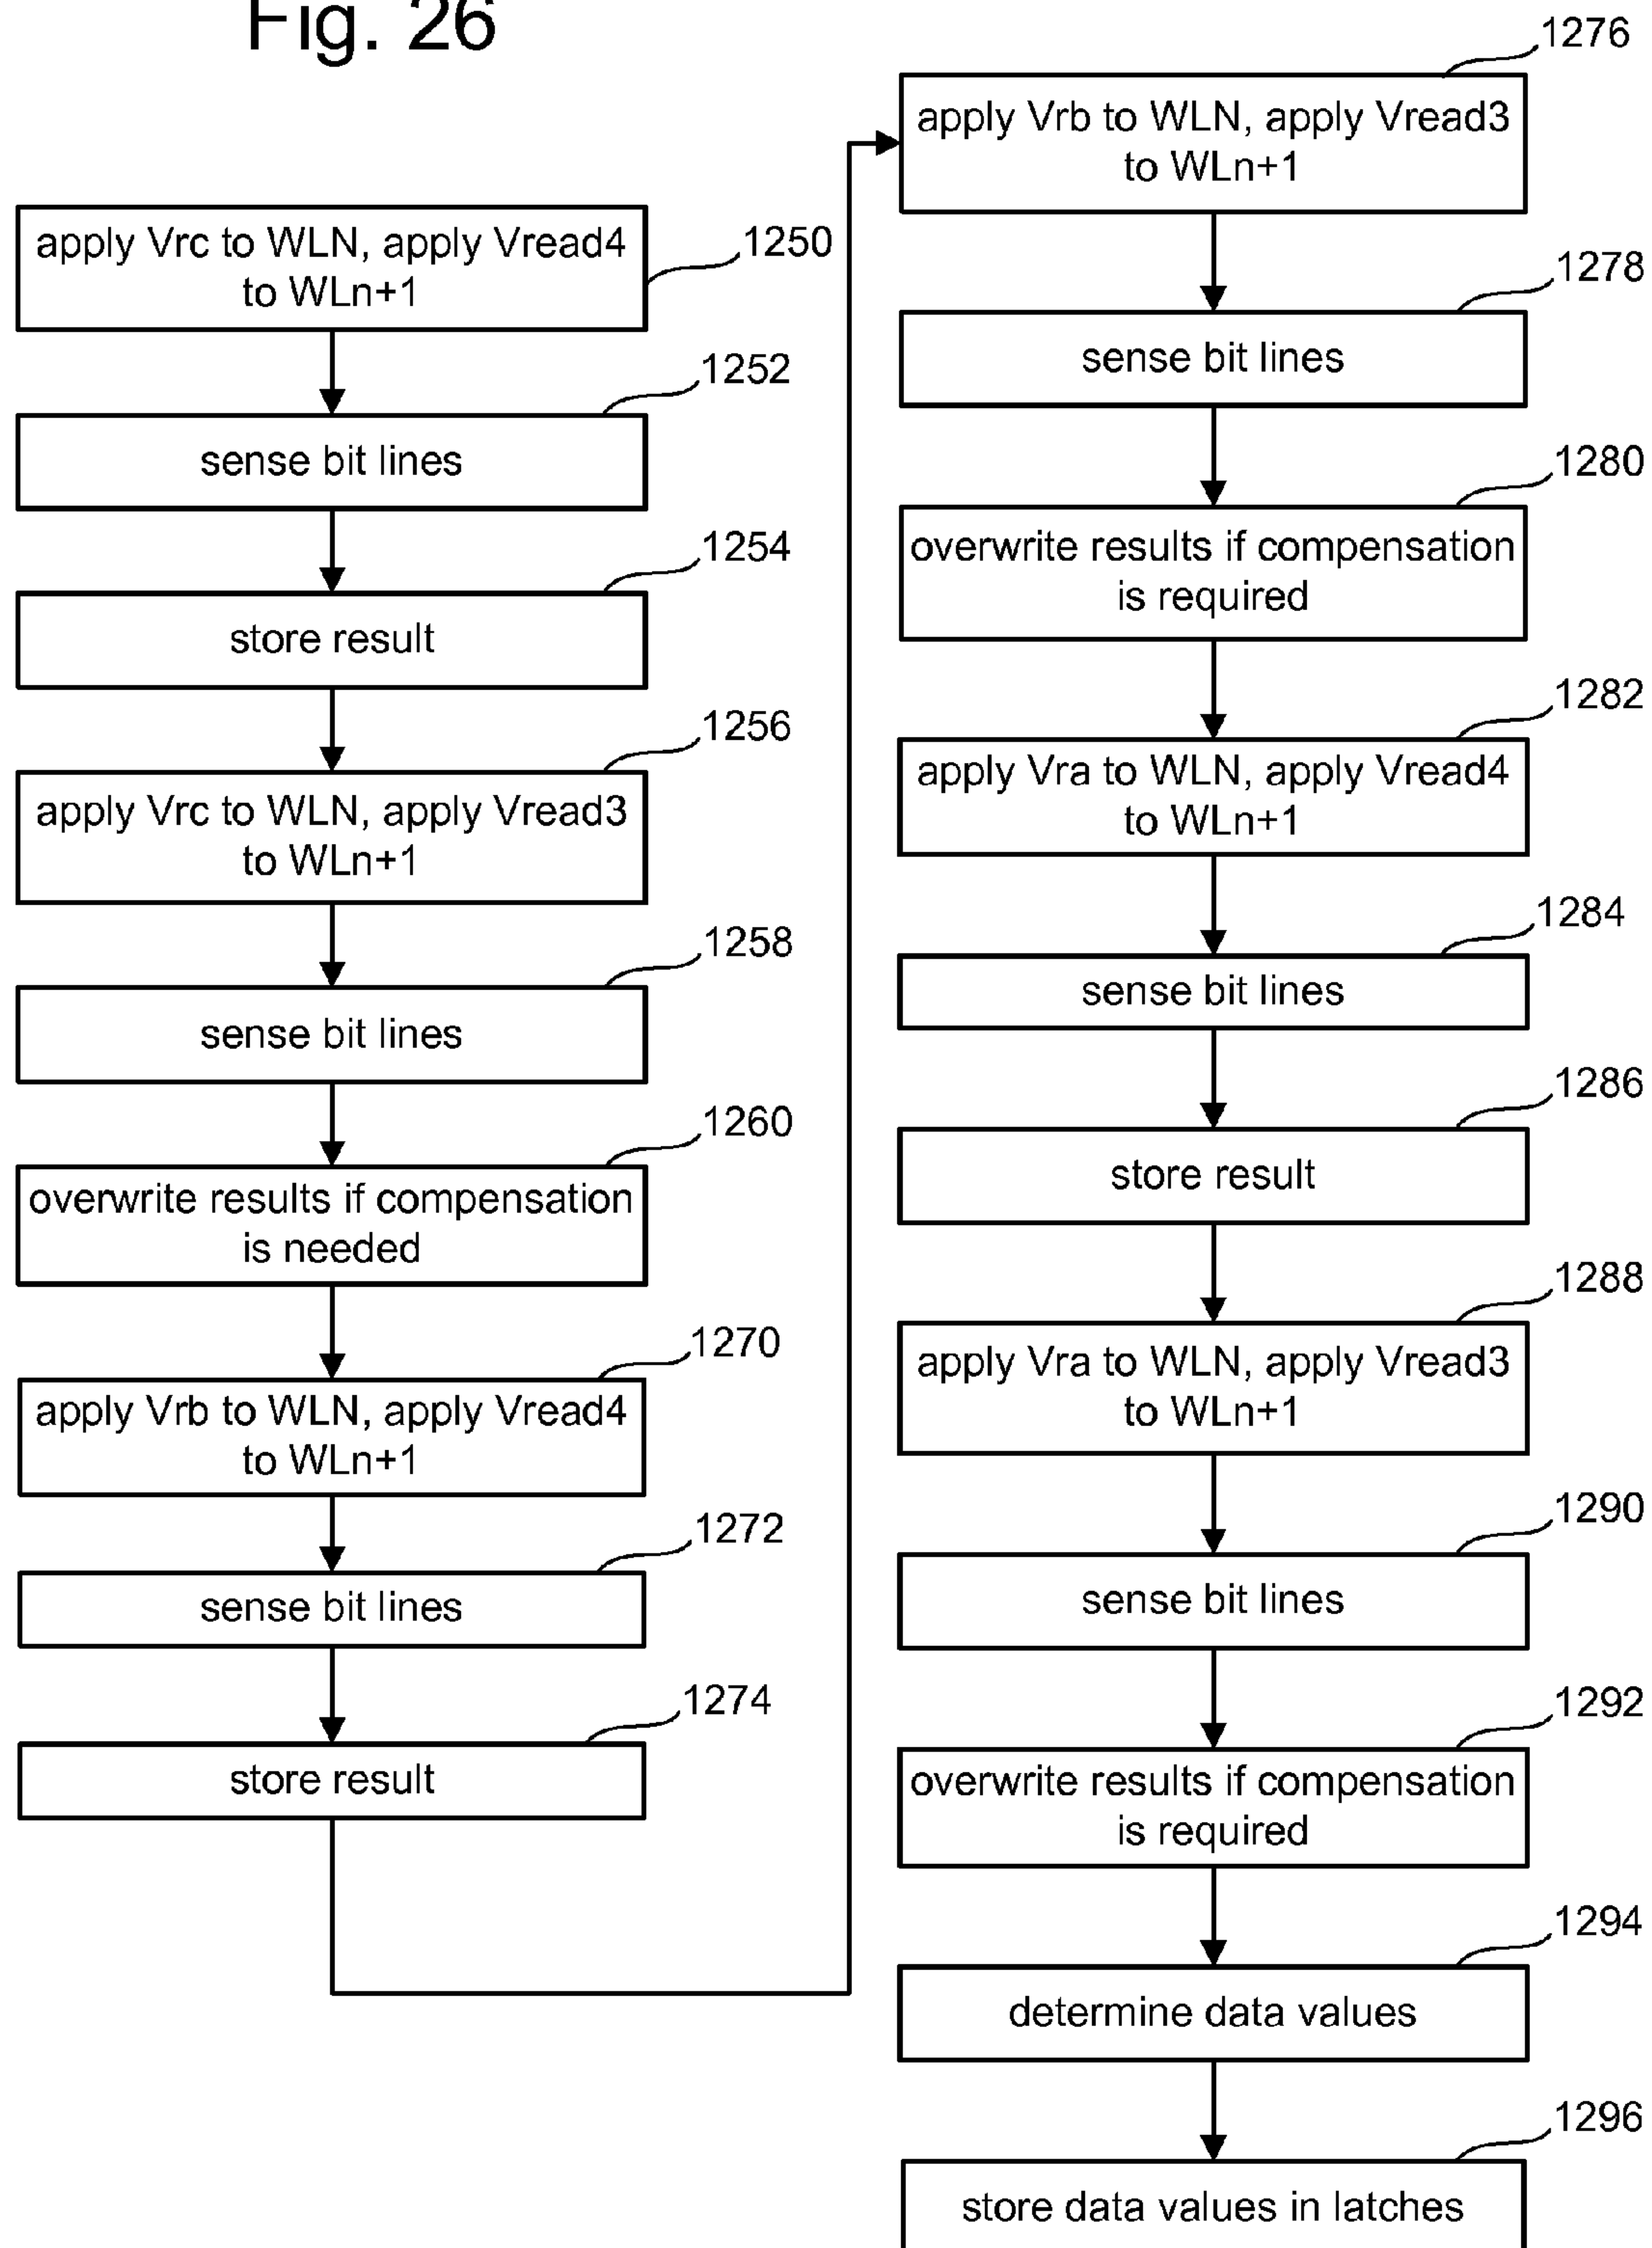 Fig. 26
apply Vrc to WLN, apply Vread4
to WLn+1
1250
sense bit lines
1252
store result
1254
apply Vrc to WLN, apply Vread3
to WLn+1
1256
sense bit lines
1258
overwrite results if compensation
is needed
1260
apply Vrb to WLN, apply Vread4
to WLn+1
1270
sense bit lines
1272
store result
1274
apply Vrb to WLN, apply Vread3
to WLn+1
1276
sense bit lines
1278
overwrite results if compensation
is required
1280
apply Vra to WLN, apply Vread4
to WLn+1
1282
sense bit lines
1284
store result
1286
apply Vra to WLN, apply Vread3
to WLn+1
1288
sense bit lines
1290
overwrite results if compensation
is required
1292
determine data values
1294
store data values in latches
1296